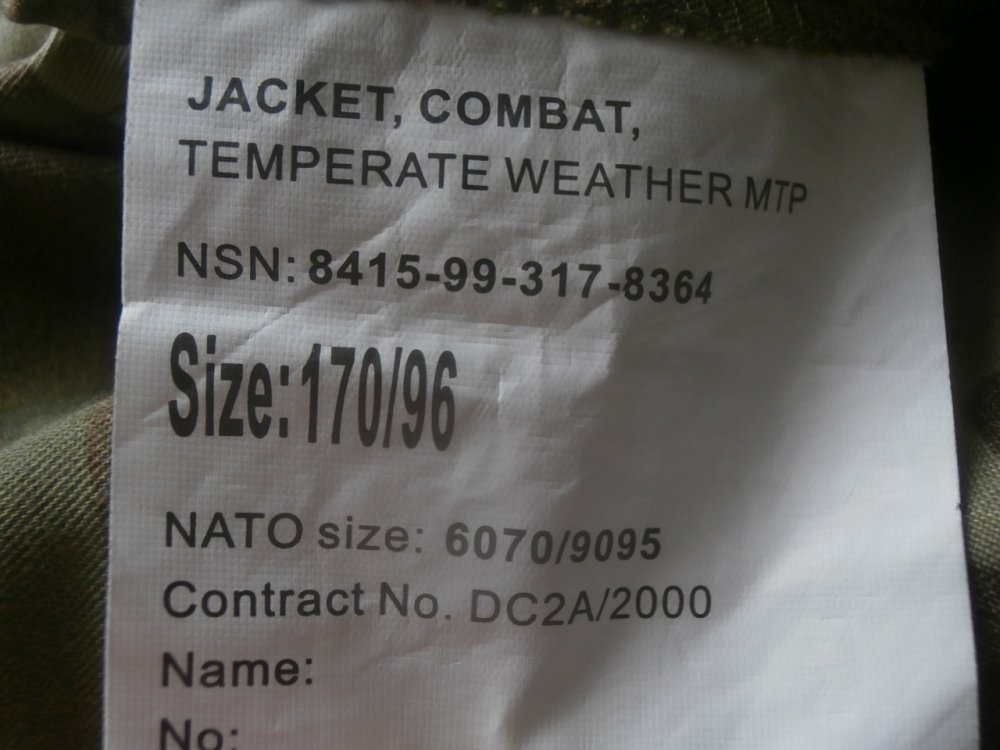 JACKET, COMBAT,
TEMPERATE WEATHER MTP
NSN: 8415-99-317-8364
Size:170/96
NATO size: 6070/9095
Contract No. DC2A/2000
Name:
No: